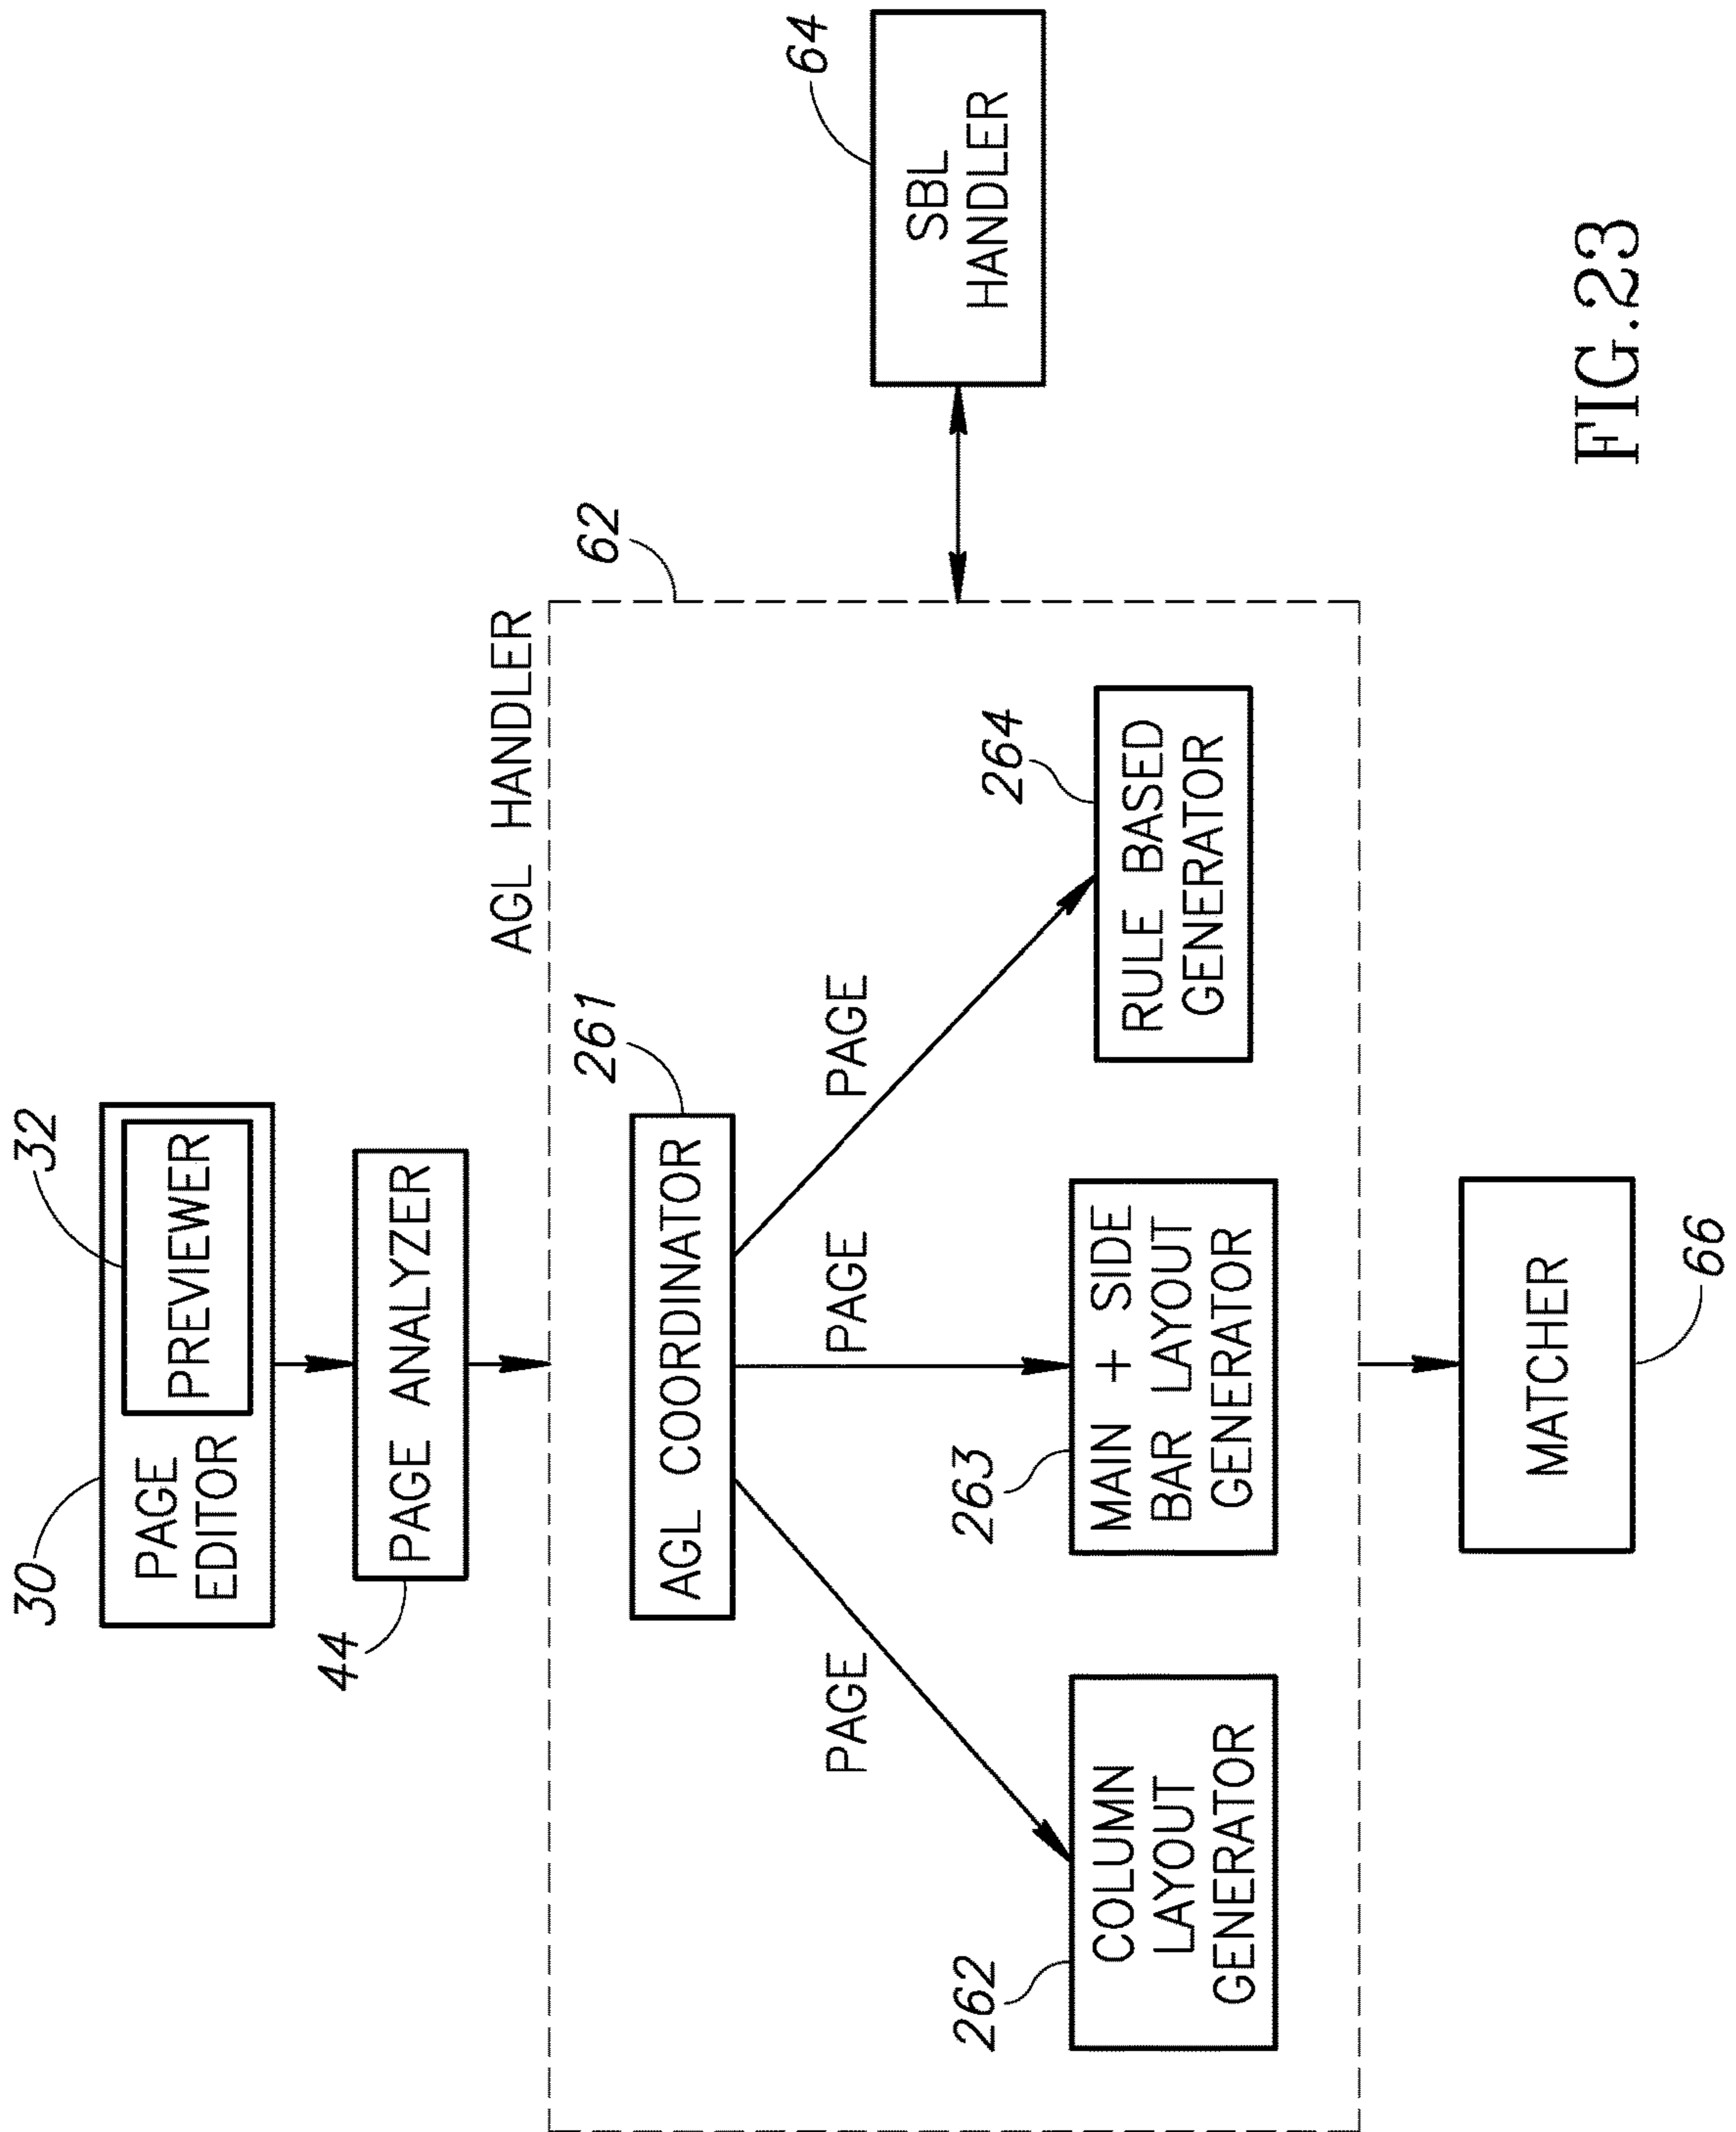 30
32
PAGE
EDITOR
PREVIEWER
44
PAGE ANALYZER
AGL HANDLER
62
64
SBL
HANDLER
261
AGL COORDINATOR
PAGE
PAGE
PAGE
262
COLUMN
LAYOUT
GENERATOR
263
MAIN + SIDE
BAR LAYOUT
GENERATOR
264
RULE BASED
GENERATOR
MATCHER
66
FIG.23